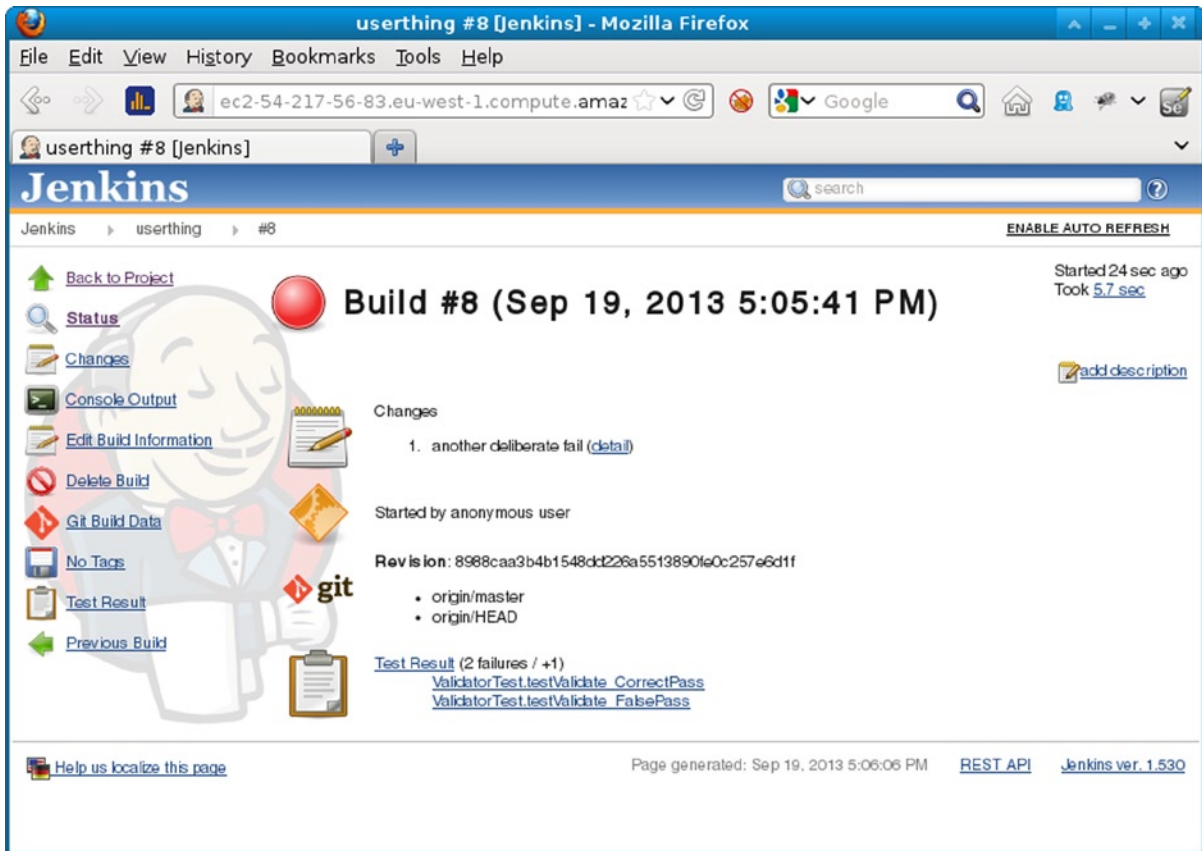 userthing #8 [Jenkins] - Mozilla Firefox
File Edit View History Bookmarks Tools Help
ec2-54-217-56-83.eu-west-1.compute.amaz Google Se
userthing #8 [Jenkins]
Jenkins search ?
Jenkins userthing #8 ENABLE AUTO REFRESH
Back to Project
Status
Changes
Console Output
Edit Build Information
Delete Build
Git Build Data
No Tags
Test Result
Previous Build
Build #8 (Sep 19, 2013 5:05:41 PM)
Started 24 sec ago
Took 5.7 sec
add description
Changes
1. another deliberate fail (detail)
Started by anonymous user
Revision: 8988caa3b4b1548dd226a5513890fe0c257e6d1f
git
• origin/master
• origin/HEAD
Test Result (2 failures / +1)
ValidatorTest.testValidate_CorrectPass
ValidatorTest.testValidate_FalsePass
Help us localize this page Page generated: Sep 19, 2013 5:06:06 PM REST API Jenkins ver. 1.530